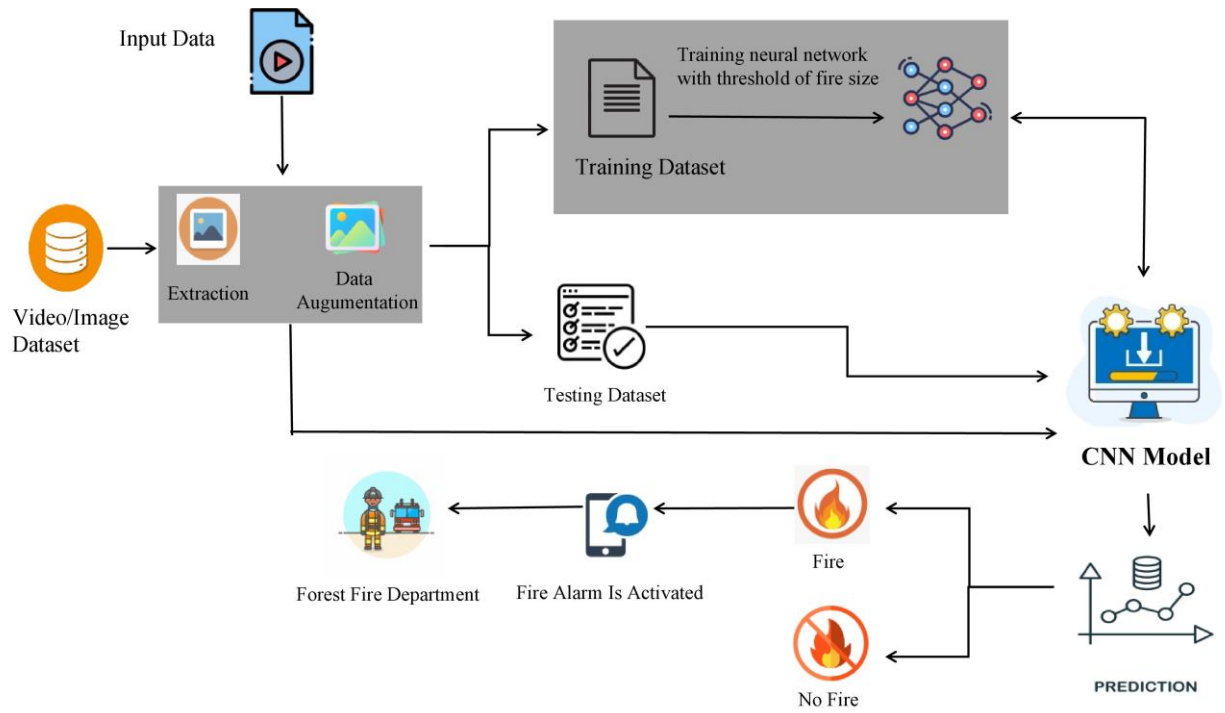 Input Data
Training neural network
with threshold of fire size
Training Dataset
Extraction
Data
Augumentation
Video/Image
Dataset
Testing Dataset
CNN Model
Forest Fire Department
Fire Alarm Is Activated
Fire
No Fire
PREDICTION